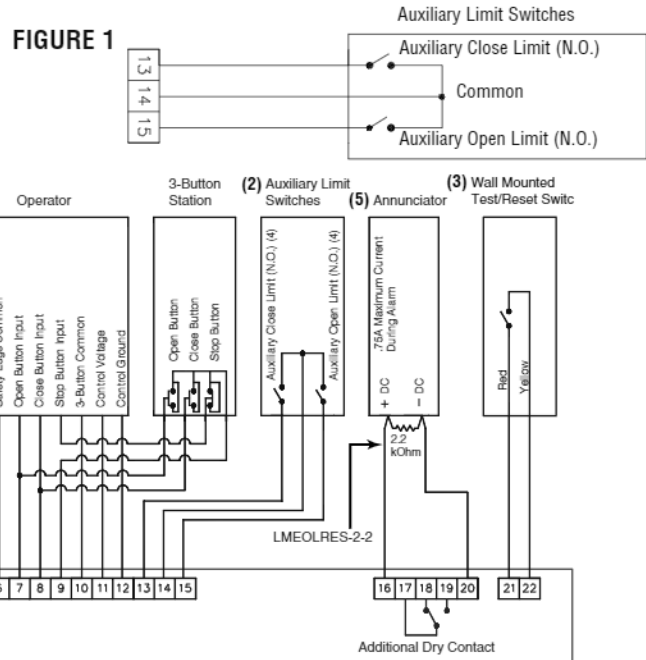 Auxiliary Limit Switches
FIGURE 1
Auxiliary Close Limit (N.O.)
13
14
Common
15
Auxiliary Open Limit (N.O.)
Operator
3-Button
Station
(2) Auxiliary Limit
Switches
(5) Annunciator
(3) Wall Mounted
Test/Reset Switc
Open Button Input
Close Button Input
Stop Button Input
3-Button Common
Control Voltage
Control Ground
Open Button
Close Button
Stop Button
Auxiliary Close Limit (N.O.) (4)
Auxiliary Open Limit (N.O.) (4)
.75A Maximum Current
During Alarm
+ DC
– DC
Red
Yellow
2.2
kOhm
LMEOLRES-2-2
7 8 9 10 11 12 13 14 15
16 17 18 19 20
21 22
Additional Dry Contact